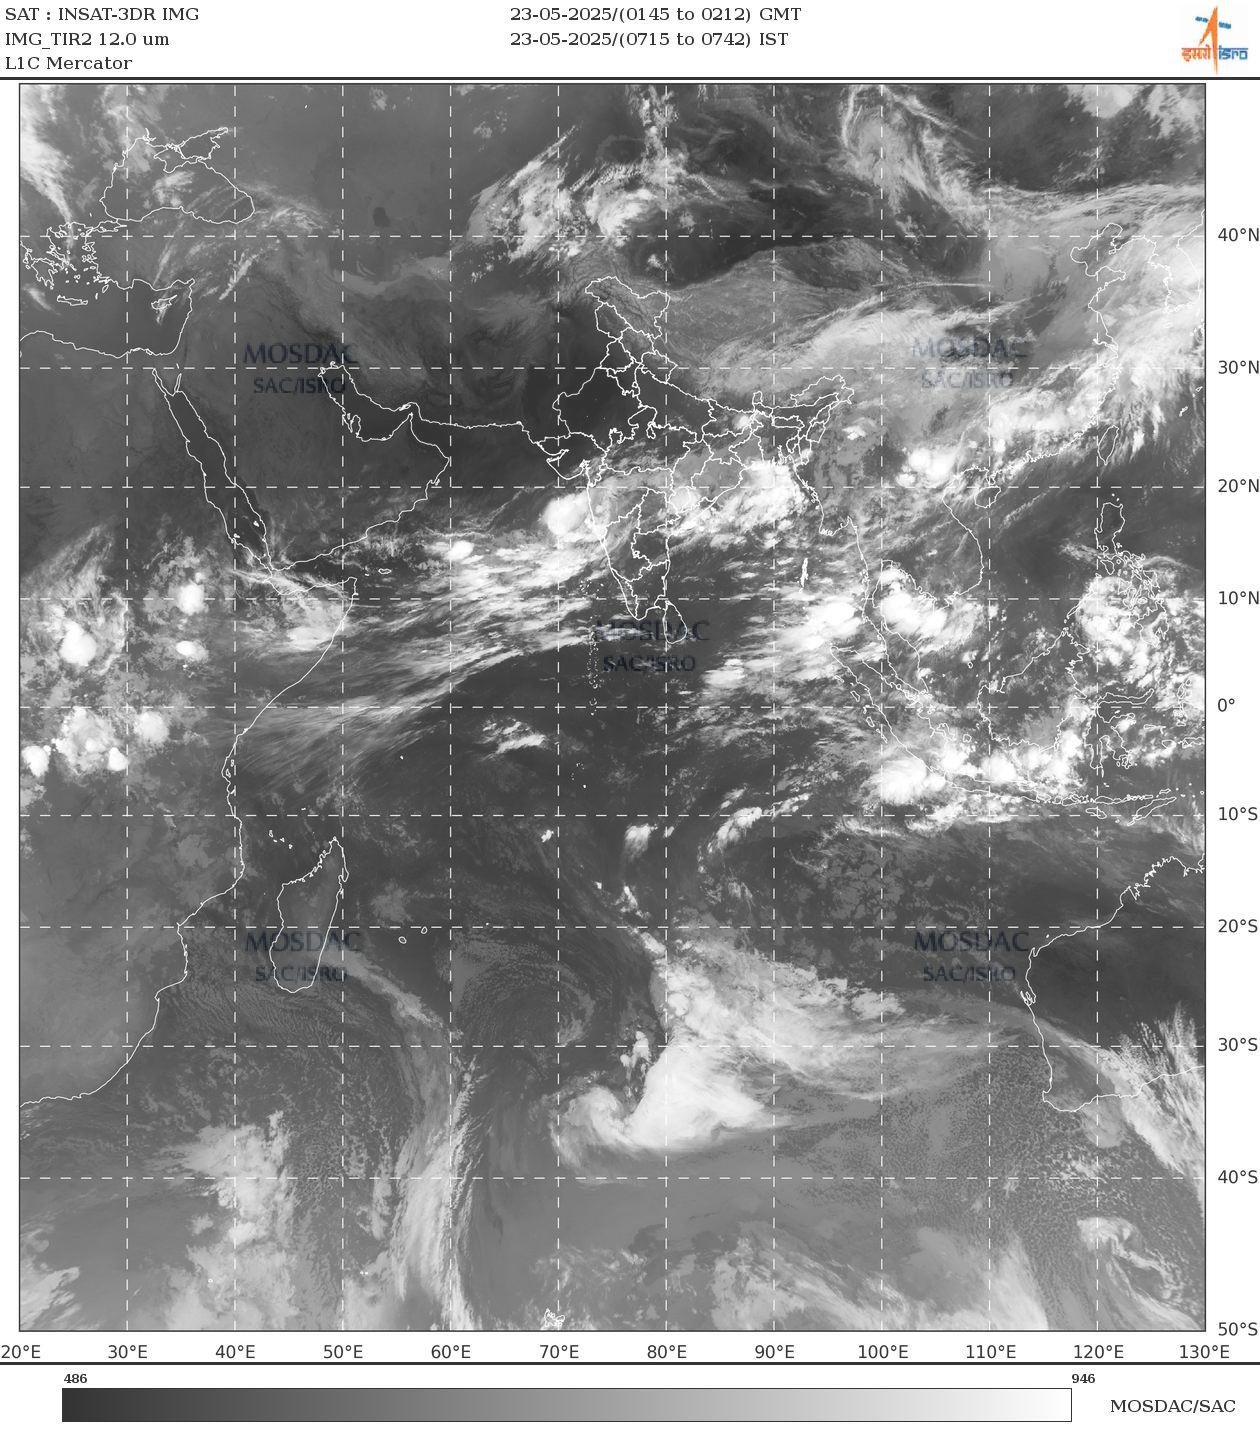 SAT : INSAT-3DR IMG
23-05-2025/(0145 to 0212) GMT
IMG_TIR2 12.0 um
23-05-2025/(0715 to 0742) IST
L1C Mercator
इसरो isro
40°N
MOSDAC
SAC/ISRO
MOSDAC
SAC/ISRO
30°N
20°N
10°N
MOSDAC
SAC/ISRO
0°
10°S
20°S
MOSDAC
SAC/ISRO
MOSDAC
SAC/ISRO
30°S
40°S
50°S
20°E 30°E 40°E 50°E 60°E 70°E 80°E 90°E 100°E 110°E 120°E 130°E
486
946
MOSDAC/SAC